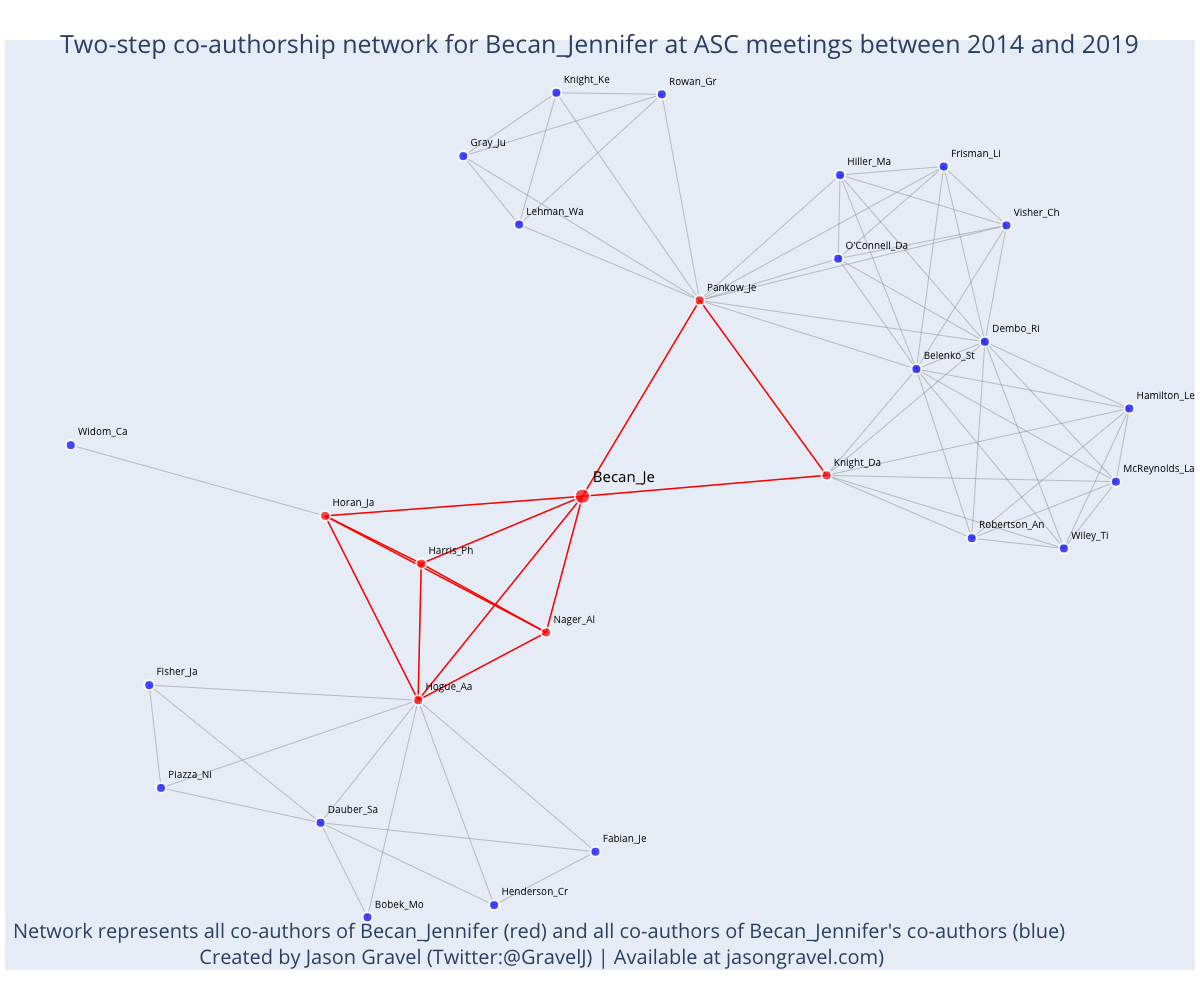 Two-step co-authorship network for Becan_Jennifer at ASC meetings between 2014 and 2019
Knight_Ke
Rowan_Gr
Gray_Ju
Hiller_Ma
Frisman_Li
Lehman_Wa
Visher_Ch
O'Connell_Da
Pankow_Je
Dembo_Ri
Belenko_St
Hamilton_Le
Widom_Ca
Knight_Da
McReynolds_La
Becan_Je
Horan_Ja
Robertson_An
Wiley_Ti
Harris_Ph
Nager_Al
Fisher_Ja
Hogue_Aa
Piazza_Ni
Dauber_Sa
Fabian_Je
Henderson_Cr
Bobek_Mo
Network represents all co-authors of Becan_Jennifer (red) and all co-authors of Becan_Jennifer's co-authors (blue)
Created by Jason Gravel (Twitter:@GravelJ) | Available at jasongravel.com)